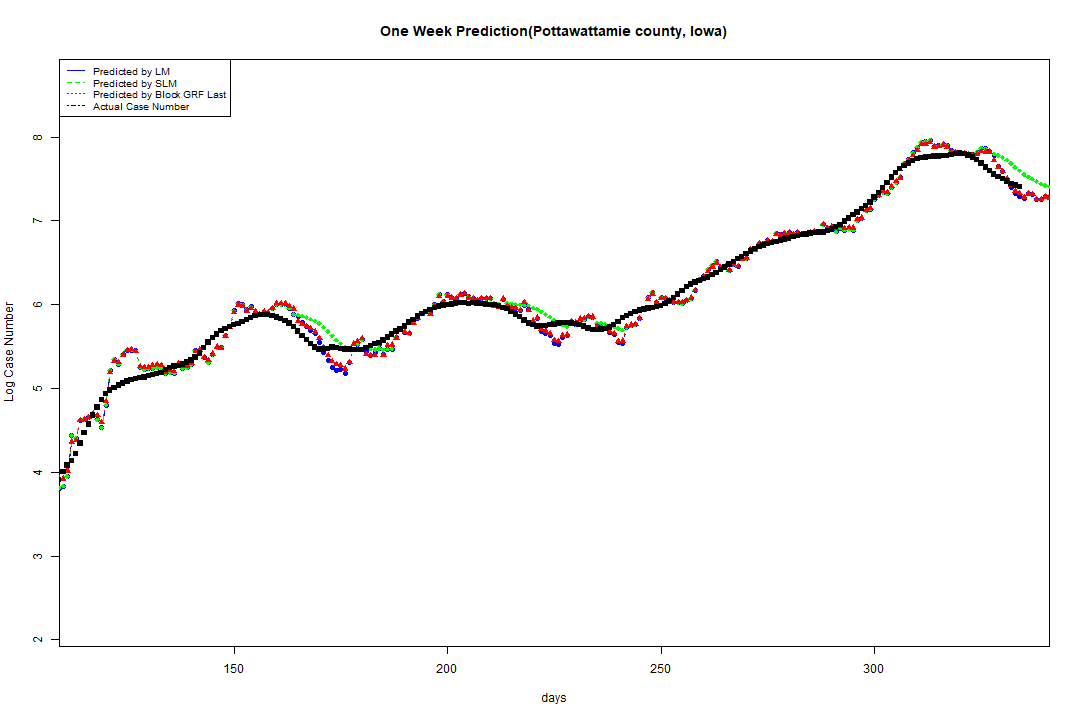 One Week Prediction(Pottawattamie county, Iowa)
Predicted by LM
Predicted by SLM
Predicted by Block GRF Last
Actual Case Number
Log Case Number
8
7
6
5
4
3
2
150 200 250 300
days